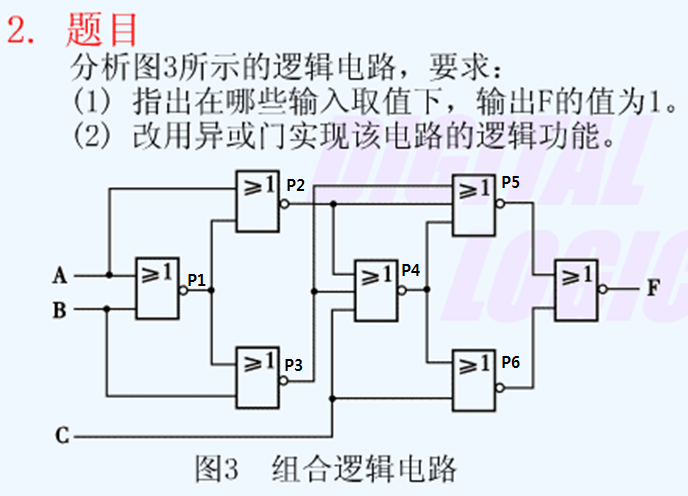 2. 题目
分析图3所示的逻辑电路，要求：
(1) 指出在哪些输入取值下，输出F的值为1。
(2) 改用异或门实现该电路的逻辑功能。
DIGITAL
LOGIC
≥1 P2
≥1 P5
A
≥1 P1
≥1 P4
≥1
F
B
≥1 P3
≥1 P6
C
图3 组合逻辑电路